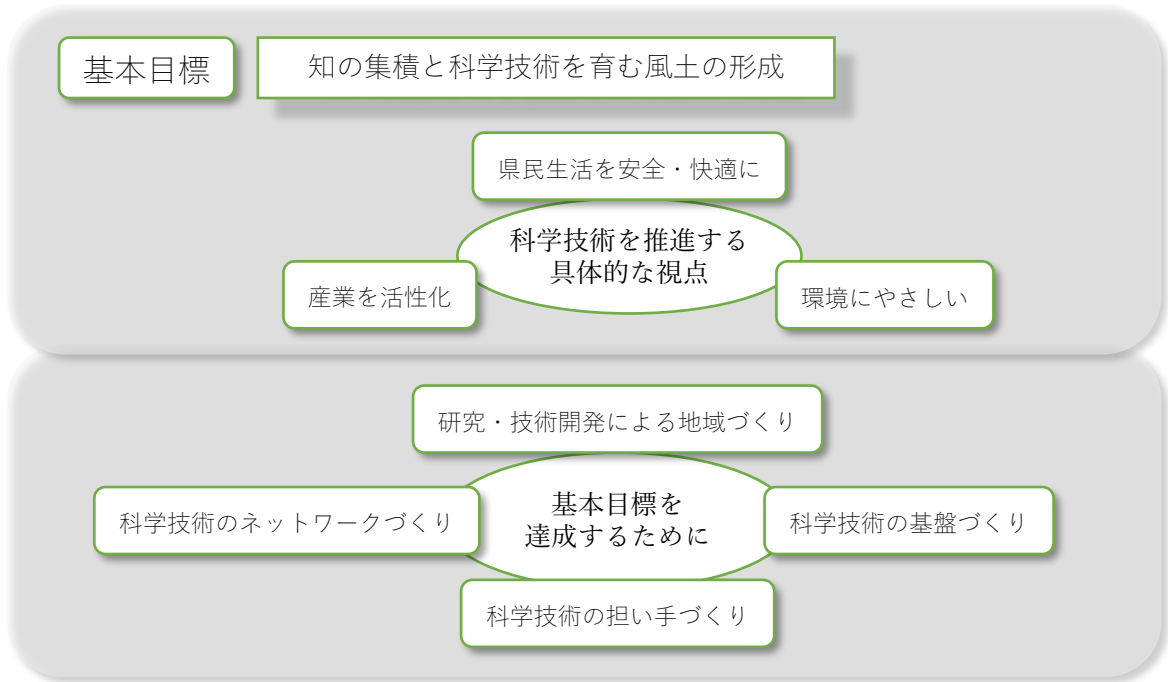 基本目標
知の集積と科学技術を育む風土の形成
県民生活を安全・快適に
科学技術を推進する
具体的な視点
産業を活性化
環境にやさしい
研究・技術開発による地域づくり
基本目標を
達成するために
科学技術のネットワークづくり
科学技術の基盤づくり
科学技術の担い手づくり